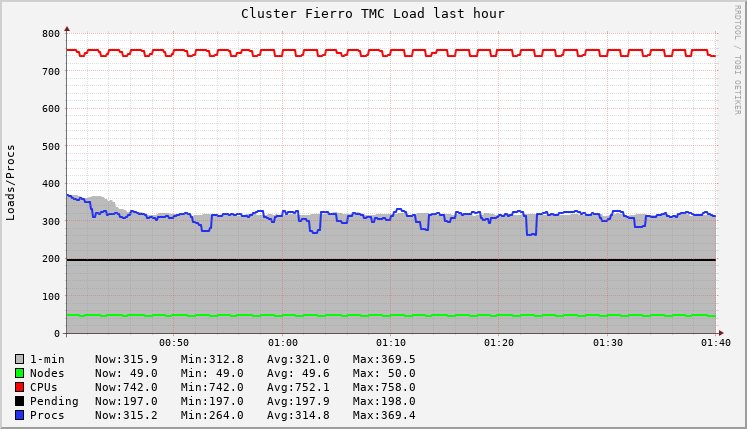 Cluster Fierro TMC Load last hour
RRDTOOL / TOBI OETIKER
Loads/Procs
800
700
600
500
400
300
200
100
0
00:50 01:00 01:10 01:20 01:30 01:40
1-min Now:315.9 Min:312.8 Avg:321.0 Max:369.5
Nodes Now: 49.0 Min: 49.0 Avg: 49.6 Max: 50.0
CPUs Now:742.0 Min:742.0 Avg:752.1 Max:758.0
Pending Now:197.0 Min:197.0 Avg:197.9 Max:198.0
Procs Now:315.2 Min:264.0 Avg:314.8 Max:369.4